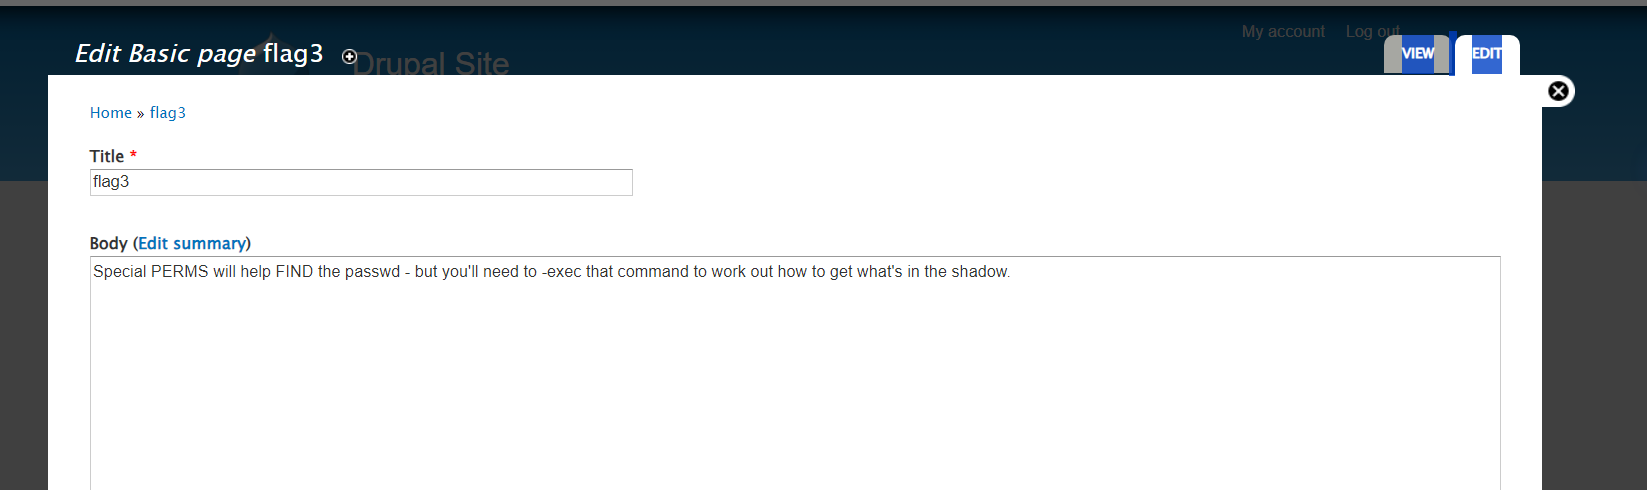 My account Log out
Edit Basic page flag3
Drupal Site
VIEW EDIT
Home » flag3
Title *
flag3
Body (Edit summary)
Special PERMS will help FIND the passwd - but you'll need to -exec that command to work out how to get what's in the shadow.